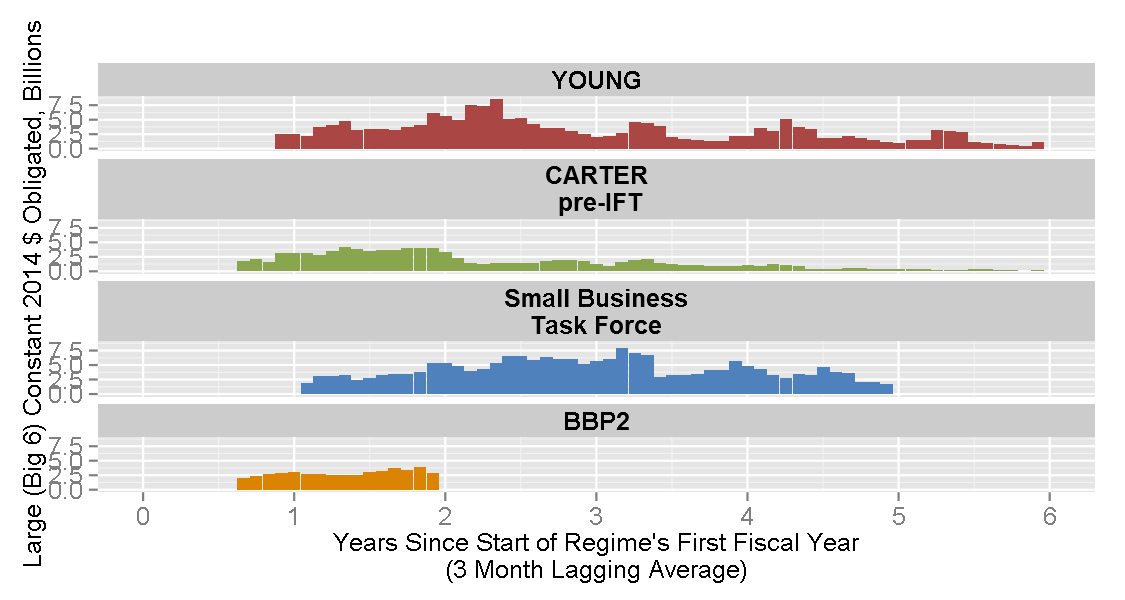 Large (Big 6) Constant 2014 $ Obligated, Billions
YOUNG
7.5
5.0
2.5
0.0
CARTER
pre-IFT
7.5
5.0
2.5
0.0
Small Business
Task Force
7.5
5.0
2.5
0.0
BBP2
7.5
5.0
2.5
0.0
0 1 2 3 4 5 6
Years Since Start of Regime's First Fiscal Year
(3 Month Lagging Average)